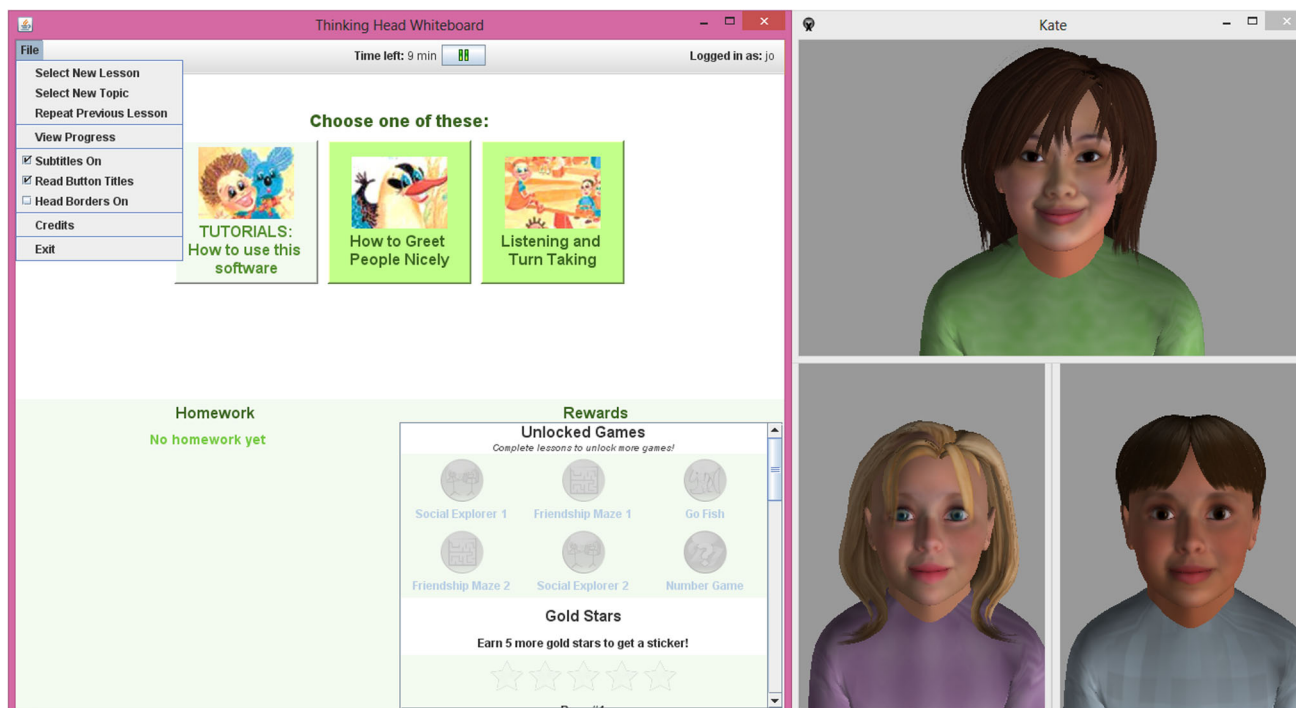 Thinking Head Whiteboard
File
Time left: 9 min
Logged in as: jo
Select New Lesson
Select New Topic
Repeat Previous Lesson
View Progress
Subtitles On
Read Button Titles
Head Borders On
Credits
Exit
Choose one of these:
TUTORIALS:
How to use this
software
How to Greet
People Nicely
Listening and
Turn Taking
Homework
No homework yet
Rewards
Unlocked Games
Complete lessons to unlock more games!
Social Explorer 1
Friendship Maze 1
Go Fish
Friendship Maze 2
Social Explorer 2
Number Game
Gold Stars
Earn 5 more gold stars to get a sticker!
Kate